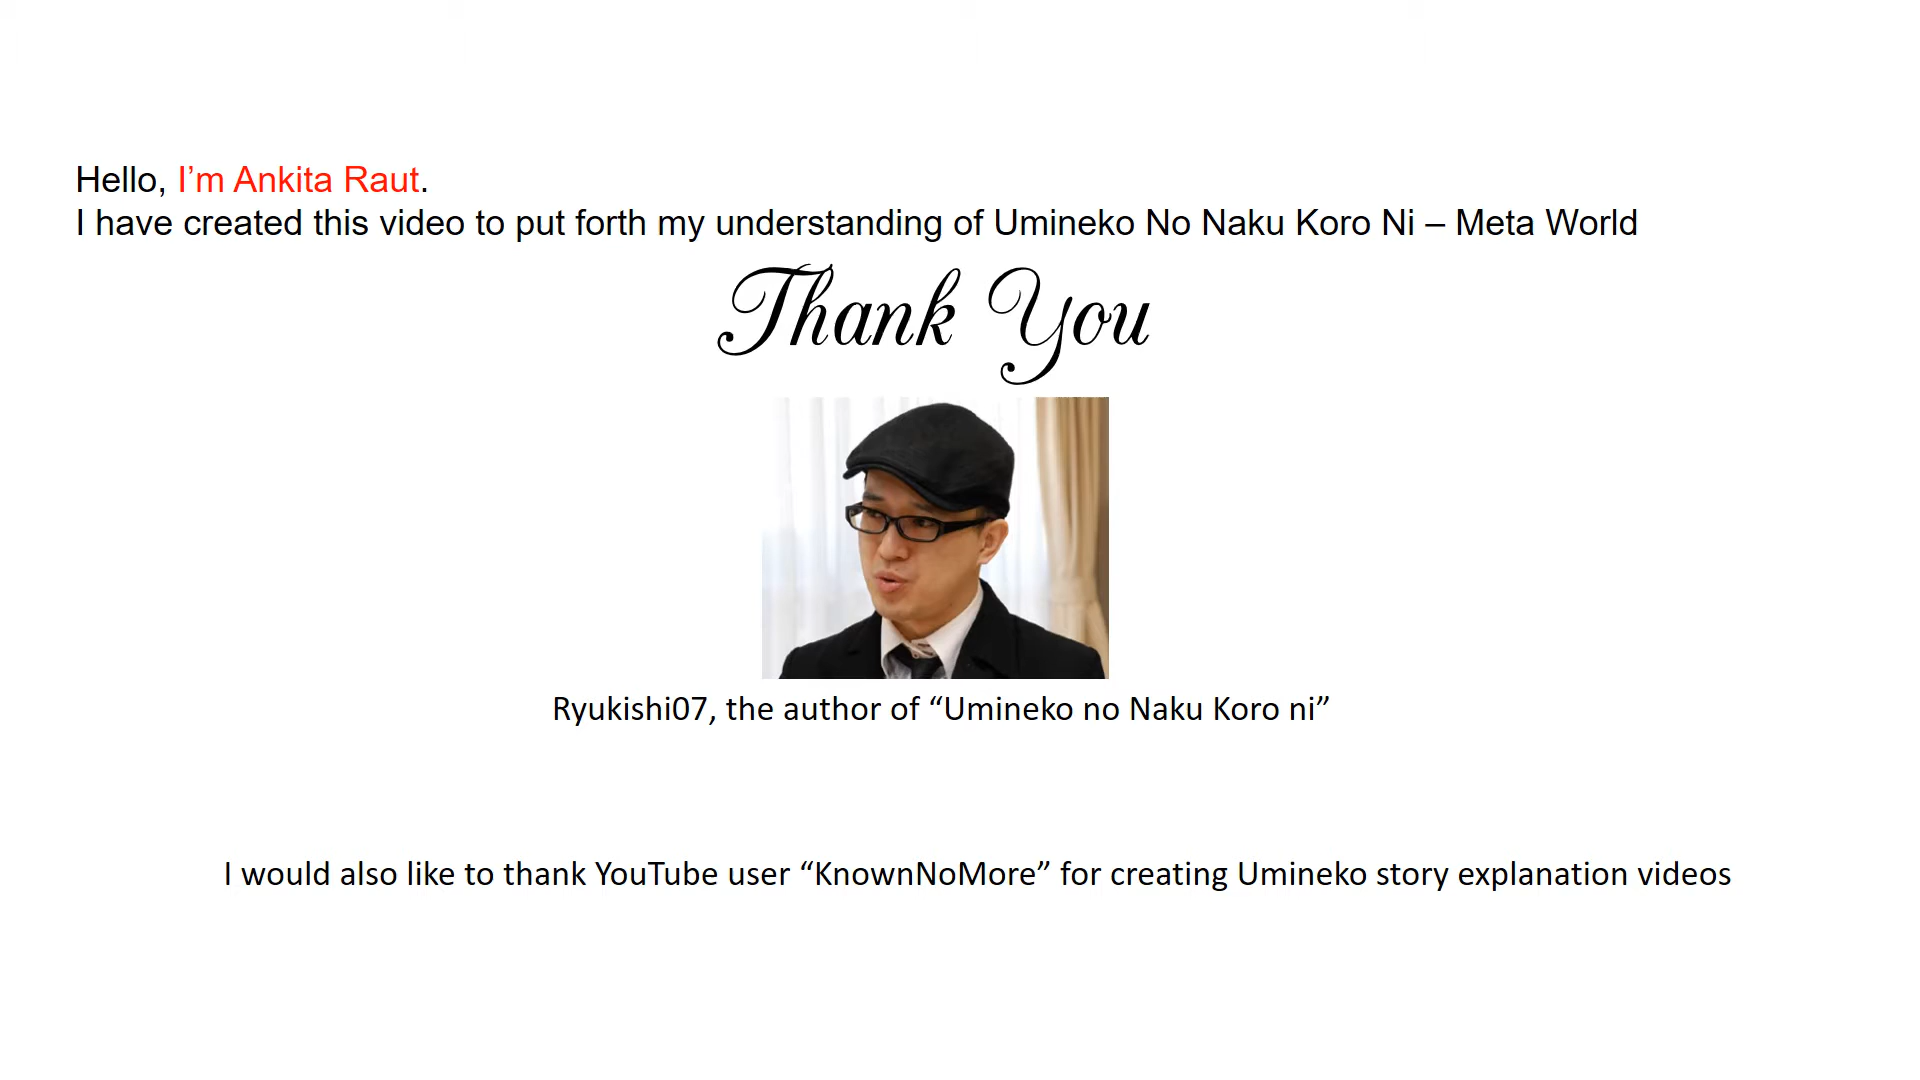 Hello, I’m Ankita Raut.
I have created this video to put forth my understanding of Umineko No Naku Koro Ni – Meta World
Thank You
Ryukishi07, the author of “Umineko no Naku Koro ni”
I would also like to thank YouTube user “KnownNoMore” for creating Umineko story explanation videos